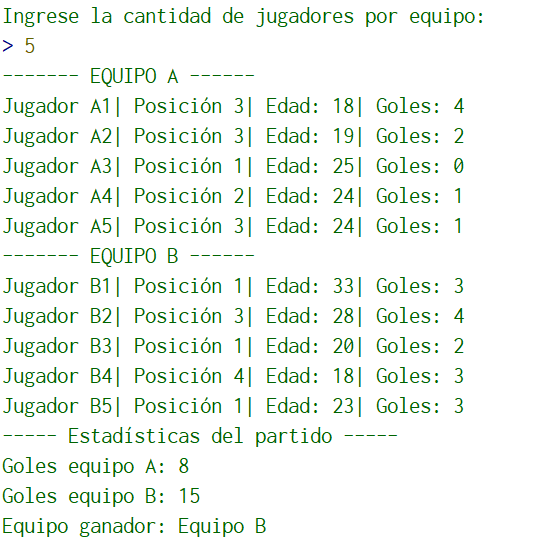 Ingrese la cantidad de jugadores por equipo:
> 5
------- EQUIPO A ------
Jugador A1| Posición 3| Edad: 18| Goles: 4
Jugador A2| Posición 3| Edad: 19| Goles: 2
Jugador A3| Posición 1| Edad: 25| Goles: 0
Jugador A4| Posición 2| Edad: 24| Goles: 1
Jugador A5| Posición 3| Edad: 24| Goles: 1
------- EQUIPO B ------
Jugador B1| Posición 1| Edad: 33| Goles: 3
Jugador B2| Posición 3| Edad: 28| Goles: 4
Jugador B3| Posición 1| Edad: 20| Goles: 2
Jugador B4| Posición 4| Edad: 18| Goles: 3
Jugador B5| Posición 1| Edad: 23| Goles: 3
----- Estadísticas del partido -----
Goles equipo A: 8
Goles equipo B: 15
Equipo ganador: Equipo B